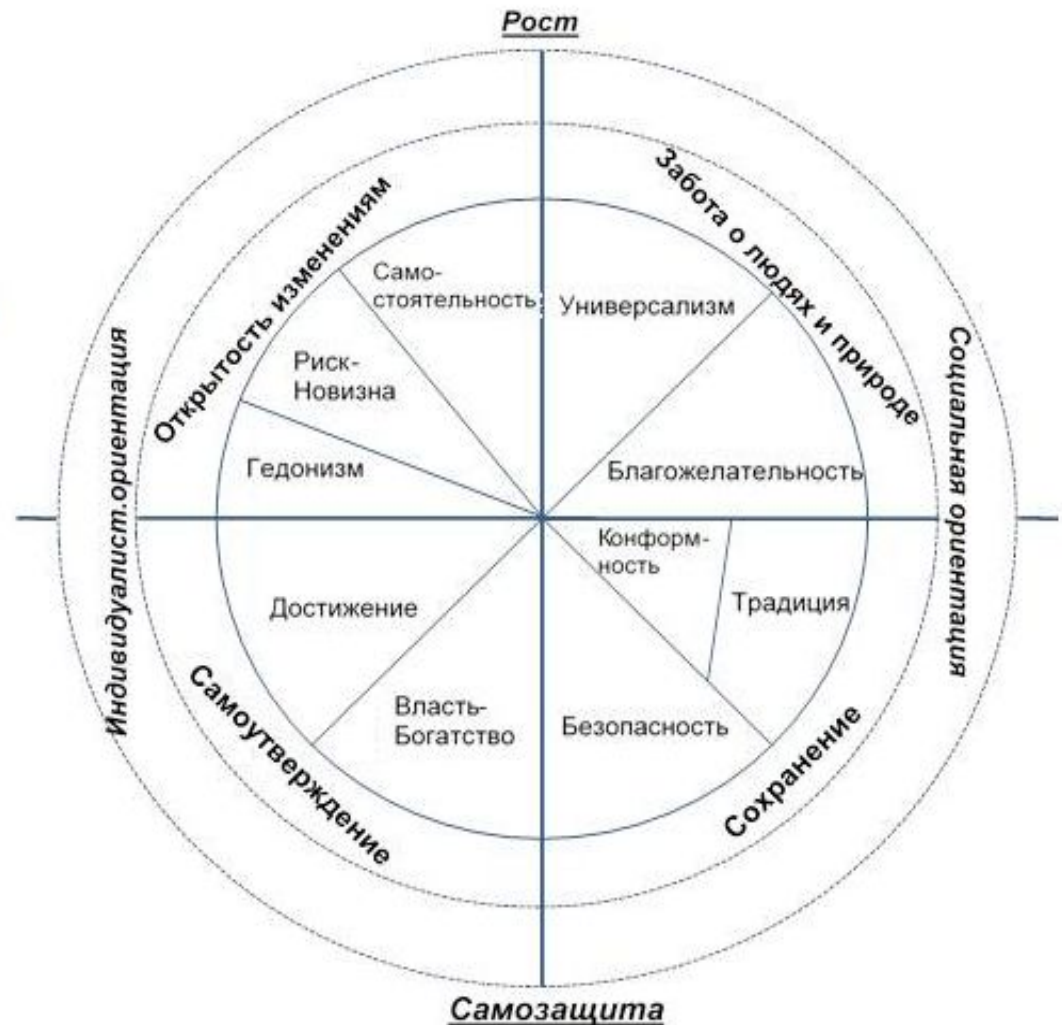 Рост
Открытость изменениям
Забота о людях и природе
Само-
стоятельность
Универсализм
Риск-
Новизна
Гедонизм
Благожелательность
Индивидуалист.ориентация
Социальная ориентация
Конформ-
ность
Традиция
Достижение
Власть-
Богатство
Безопасность
Самоутверждение
Сохранение
Самозащита